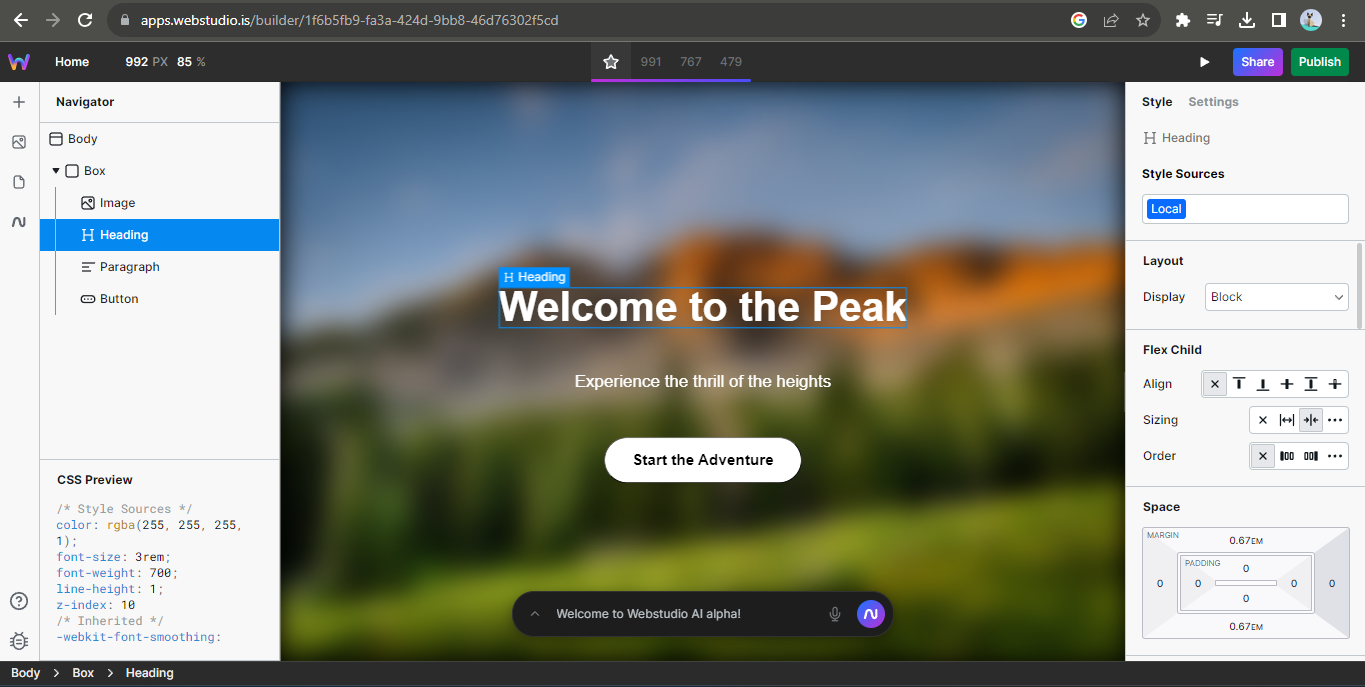 apps.webstudio.is/builder/1f6b5fb9-fa3a-424d-9bb8-46d76302f5cd
Home 992 PX 85 % 991 767 479 Share Publish
Navigator
Body
Box
Image
Heading
Paragraph
Button
CSS Preview
/* Style Sources */
color: rgba(255, 255, 255,
1);
font-size: 3rem;
font-weight: 700;
line-height: 1;
z-index: 10
/* Inherited */
-webkit-font-smoothing:
Heading
Welcome to the Peak
Experience the thrill of the heights
Start the Adventure
Welcome to Webstudio AI alpha!
Style Settings
Heading
Style Sources
Local
Layout
Display Block
Flex Child
Align
Sizing
Order
Space
MARGIN
0.67EM
PADDING
0
0 0 0 0
0
0.67EM
Body Box Heading